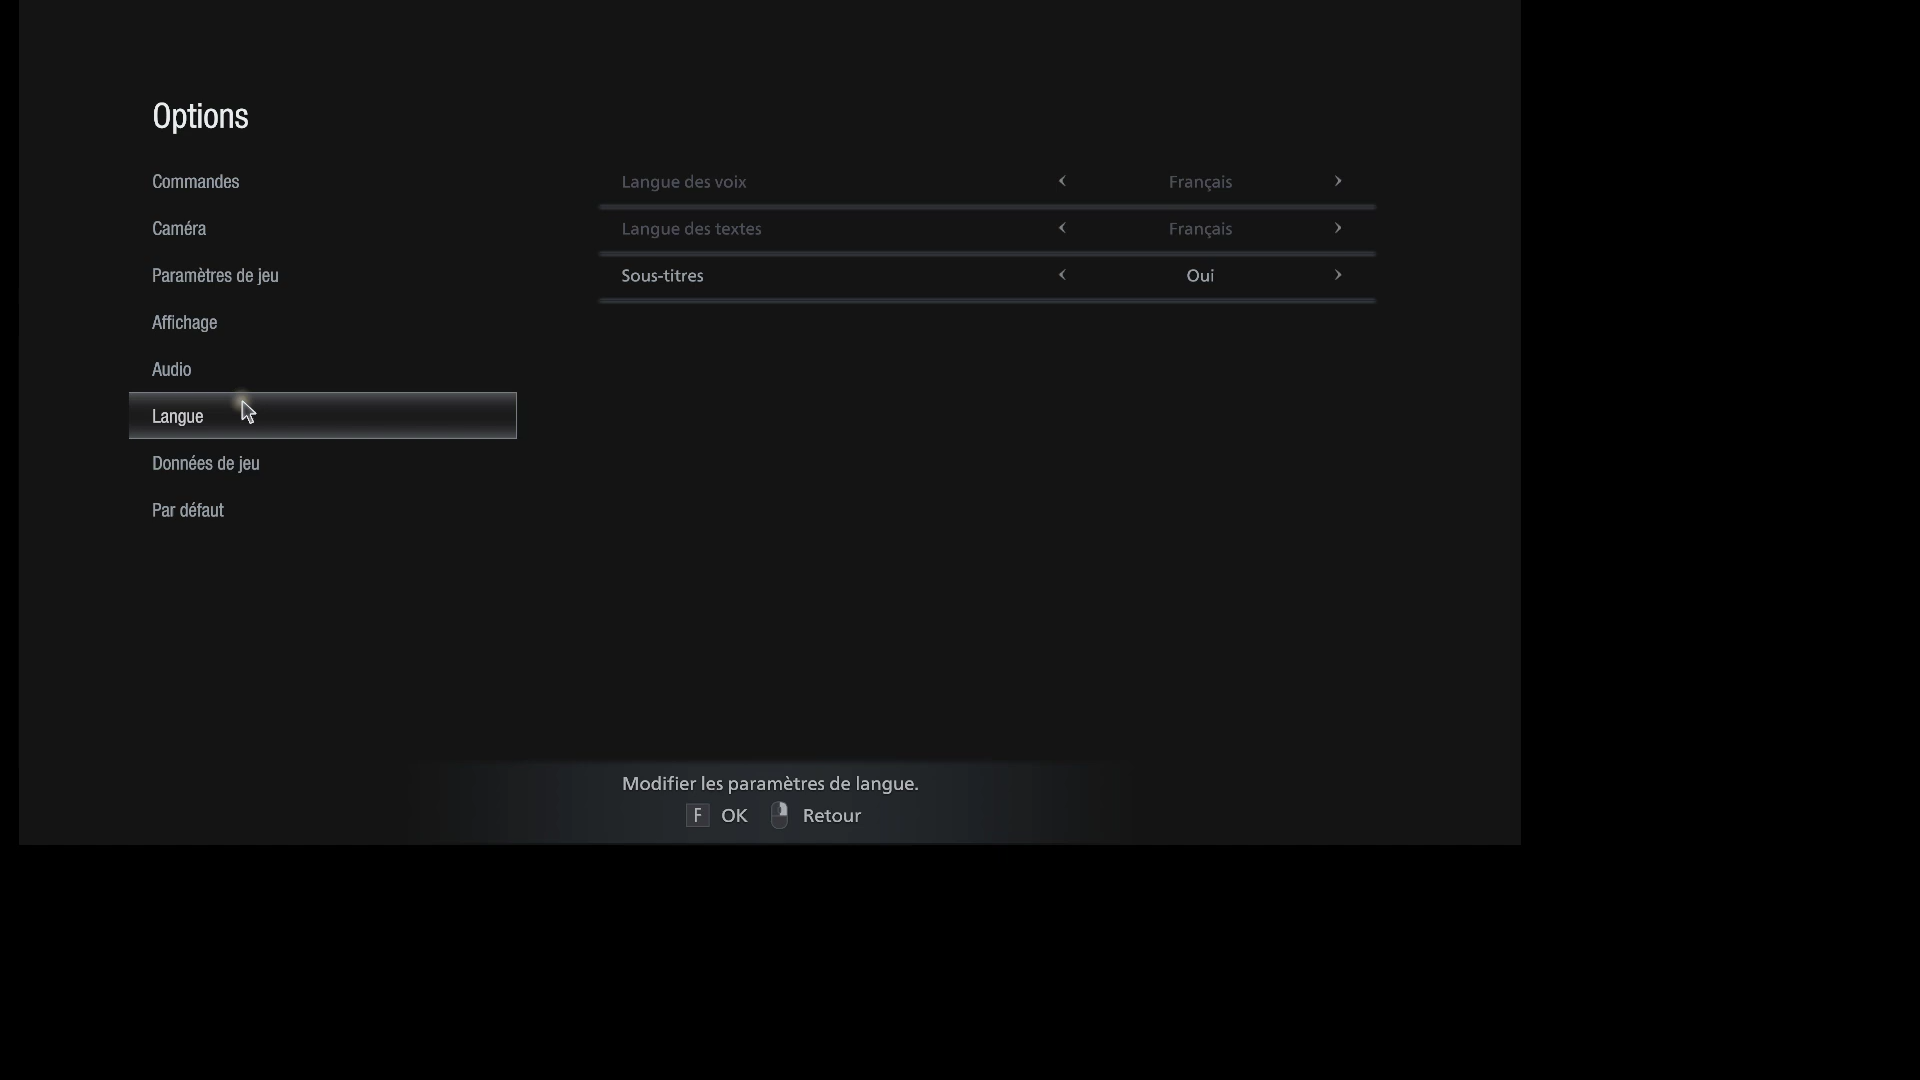 Options
Commandes
Caméra
Paramètres de jeu
Affichage
Audio
Langue
Données de jeu
Par défaut
Langue des voix < Français >
Langue des textes < Français >
Sous-titres < Oui >
Modifier les paramètres de langue.
F OK Retour